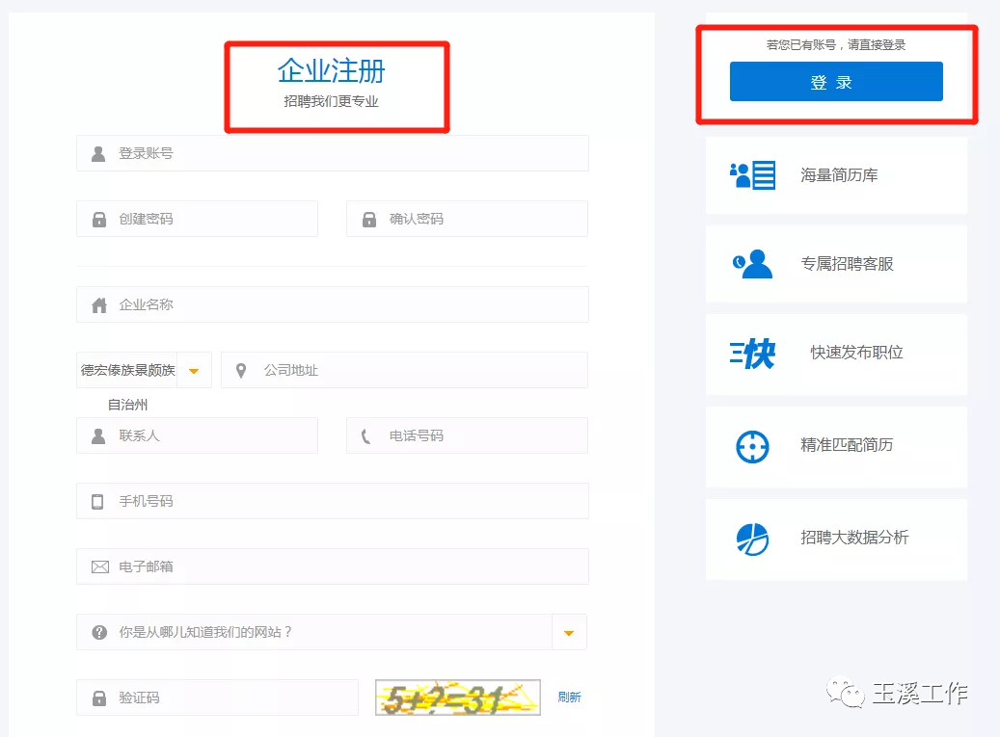 企业注册
招聘我们更专业
登录账号
创建密码
确认密码
企业名称
德宏傣族景颇族
自治州
公司地址
联系人
电话号码
手机号码
电子邮箱
你是从哪儿知道我们的网站？
验证码
5+?=31
刷新
若您已有账号，请直接登录
登 录
海量简历库
专属招聘客服
快
快速发布职位
精准匹配简历
招聘大数据分析
玉溪工作